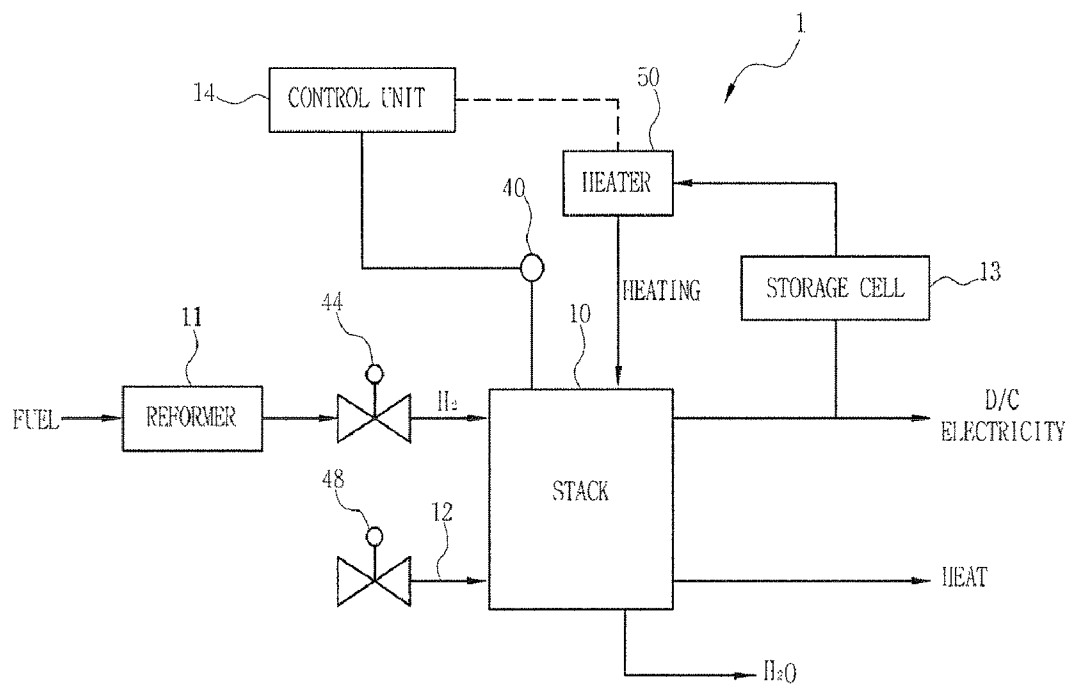 1
50
14
CONTROL UNIT
HEATER
40
STORAGE CELL
13
HEATING
11
44
10
FUEL
REFORMER
H₂
D/C
ELECTRICITY
STACK
48
12
HEAT
H₂O